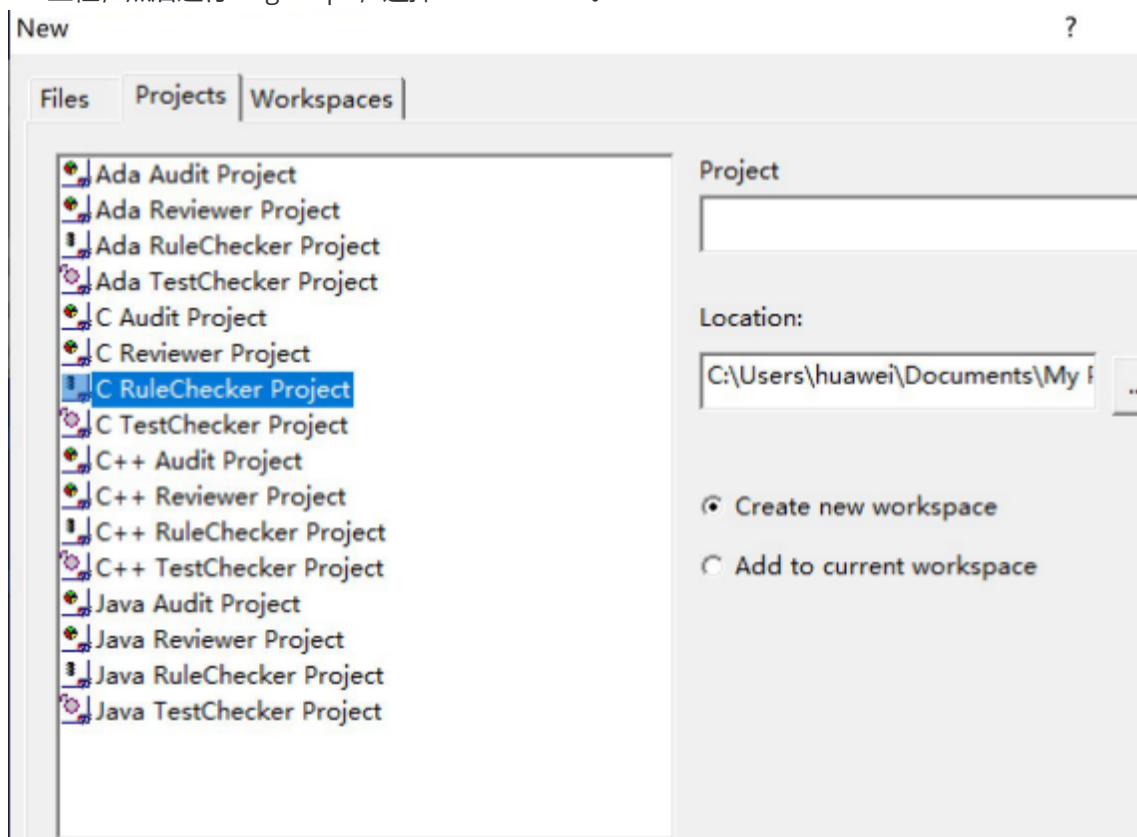 New
?
Files
Projects
Workspaces
Ada Audit Project
Ada Reviewer Project
Ada RuleChecker Project
Ada TestChecker Project
C Audit Project
C Reviewer Project
C RuleChecker Project
C TestChecker Project
C++ Audit Project
C++ Reviewer Project
C++ RuleChecker Project
C++ TestChecker Project
Java Audit Project
Java Reviewer Project
Java RuleChecker Project
Java TestChecker Project
Project
Location:
C:\Users\huawei\Documents\My
..
Create new workspace
Add to current workspace